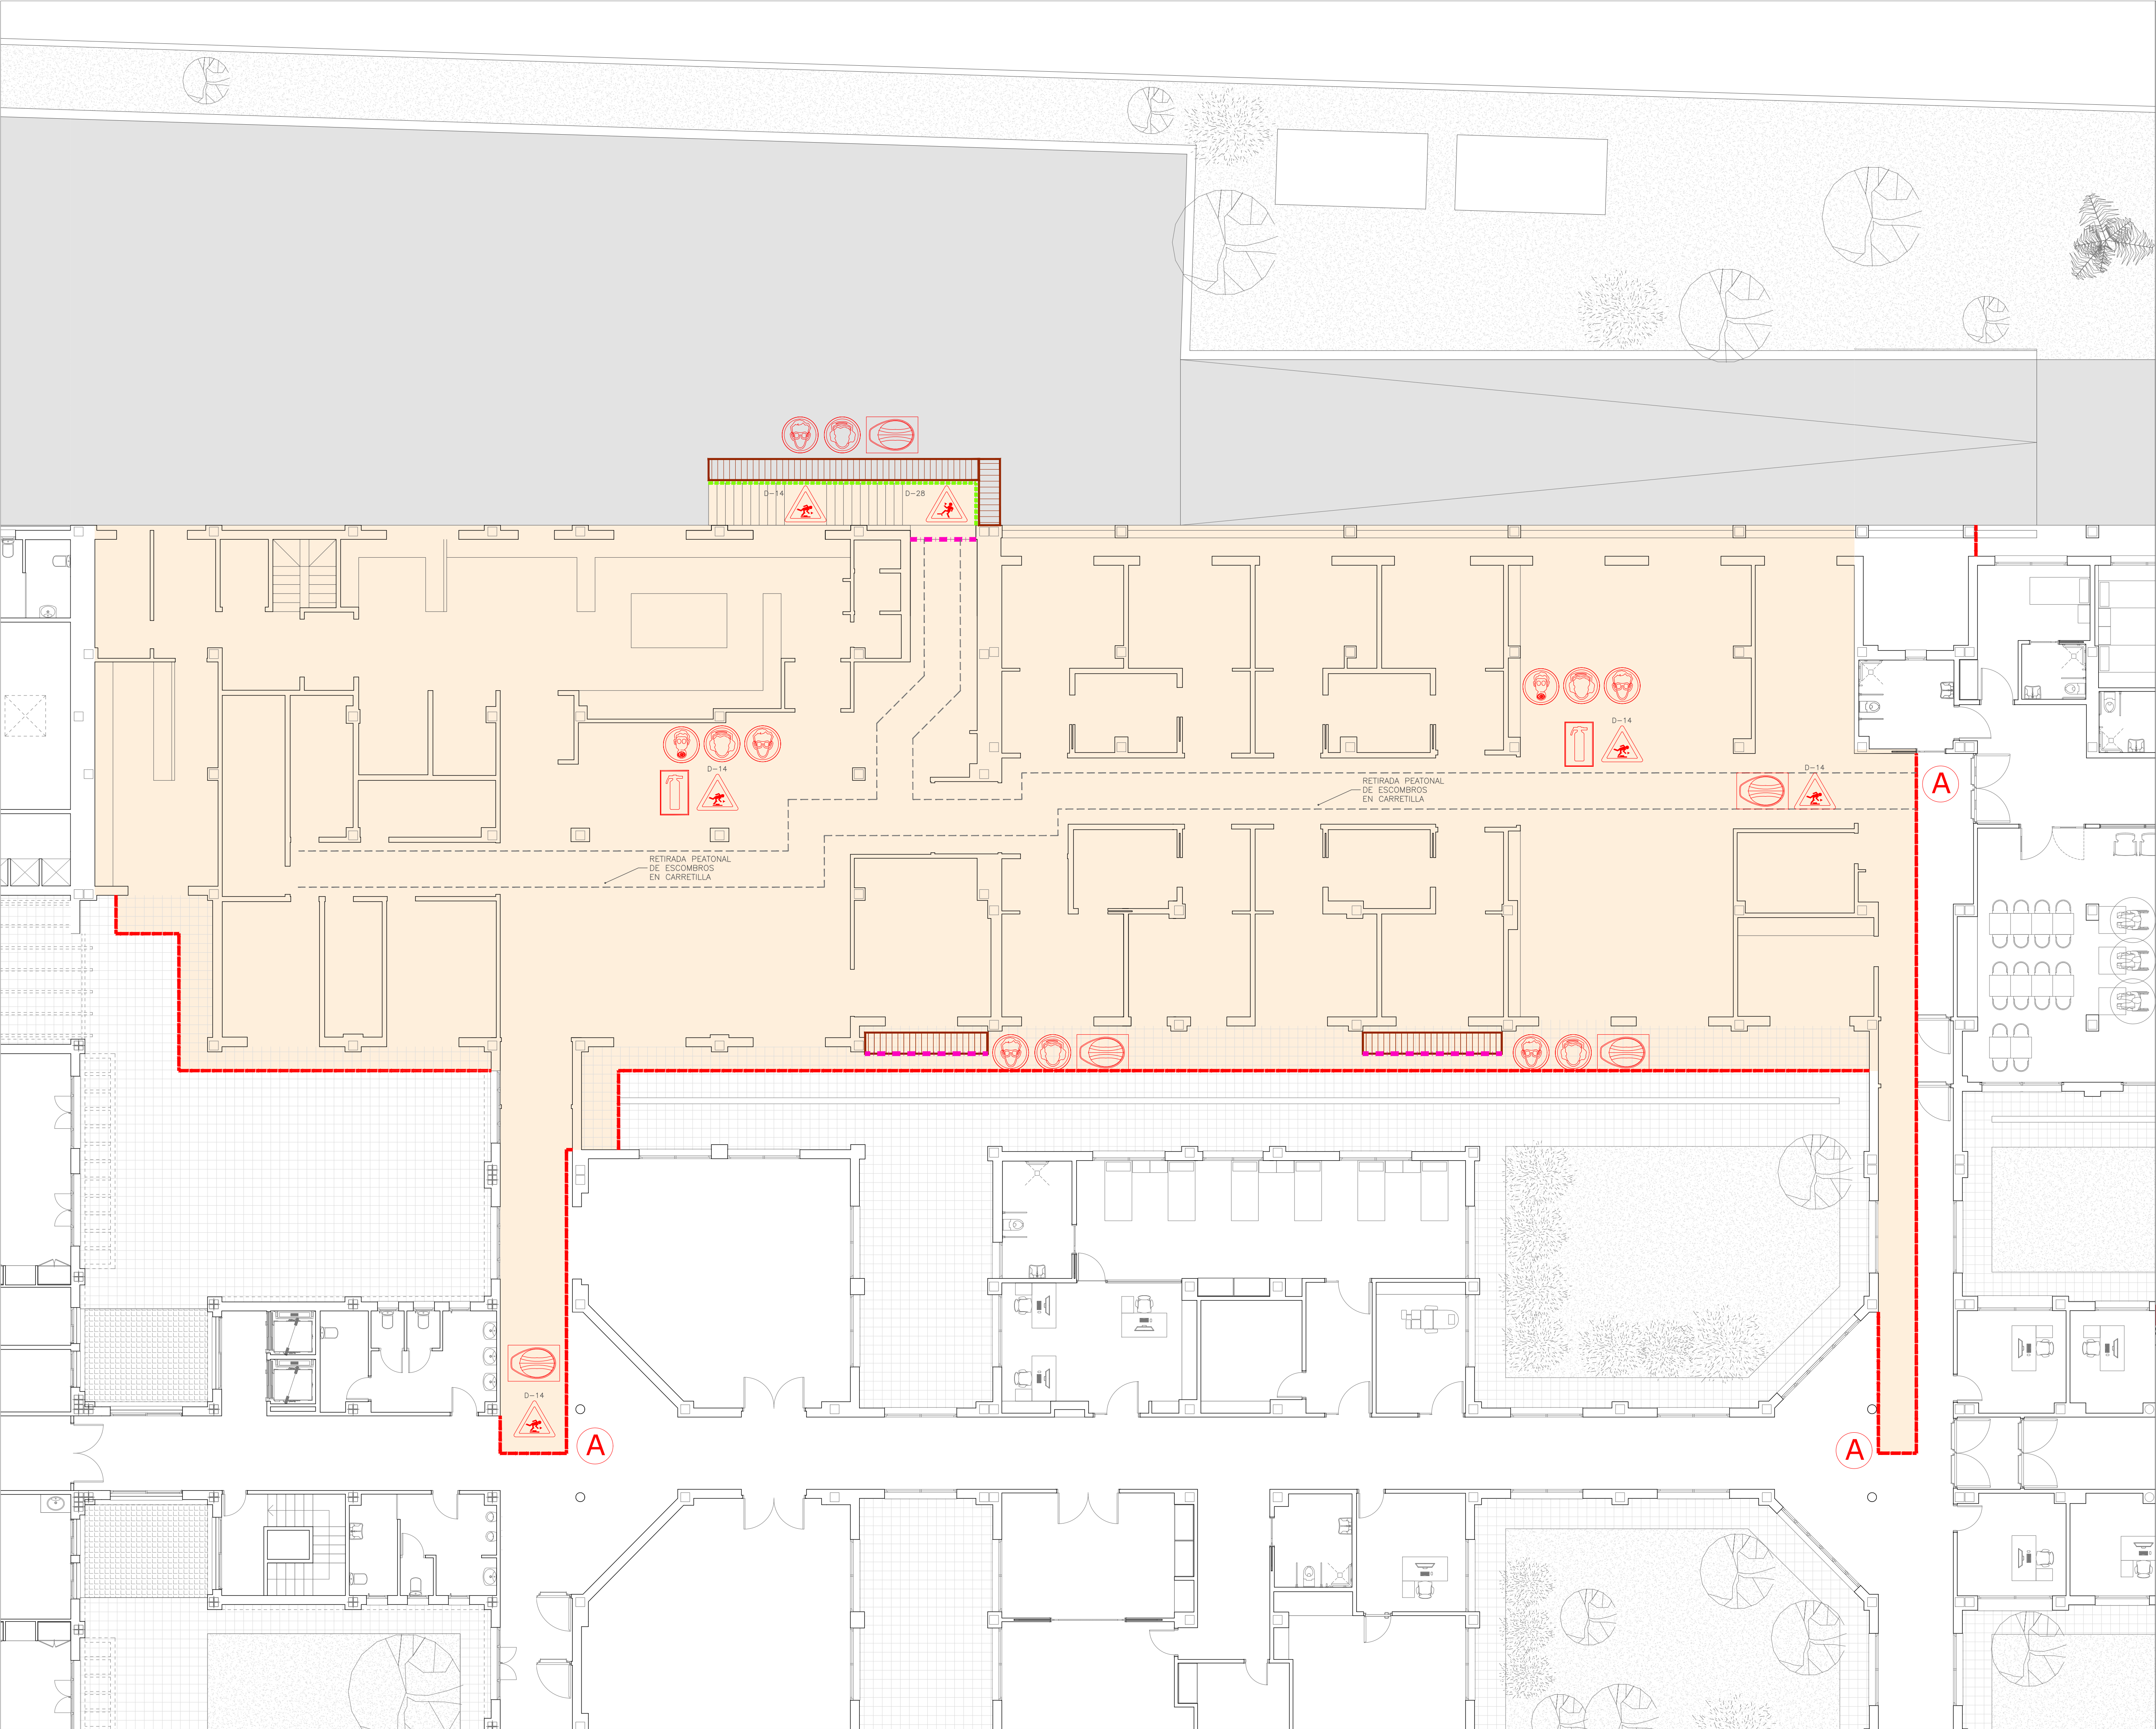 D-14
D-28
D-14
D-14
D-14
A
RETIRADA PEATONAL
DE ESCOMBROS
EN CARRETILLA
RETIRADA PEATONAL
DE ESCOMBROS
EN CARRETILLA
D-14
A
A